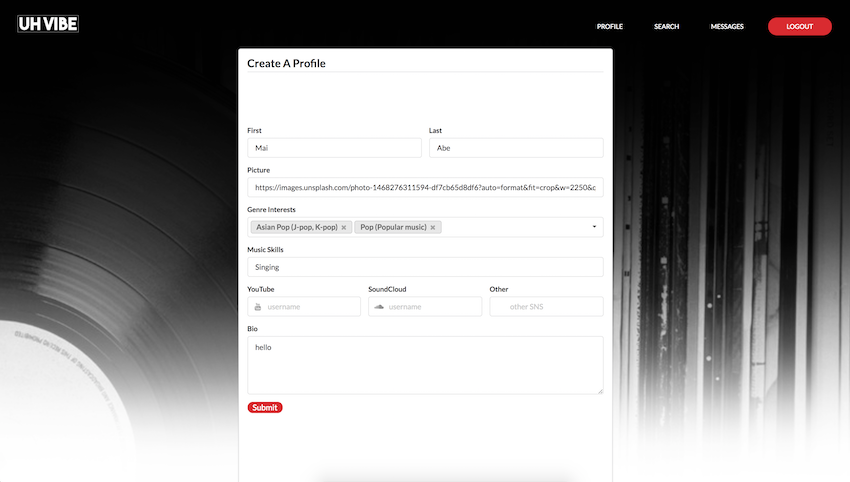 UH VIBE
PROFILE SEARCH MESSAGES LOGOUT
Create A Profile
First Last
Mai Abe
Picture
https://images.unsplash.com/photo-1468276311594-df7cb65d8df6?auto=format&fit=crop&w=2250&c
Genre Interests
Asian Pop (J-pop, K-pop) Pop (Popular music)
Music Skills
Singing
YouTube SoundCloud Other
username username other SNS
Bio
hello
Submit